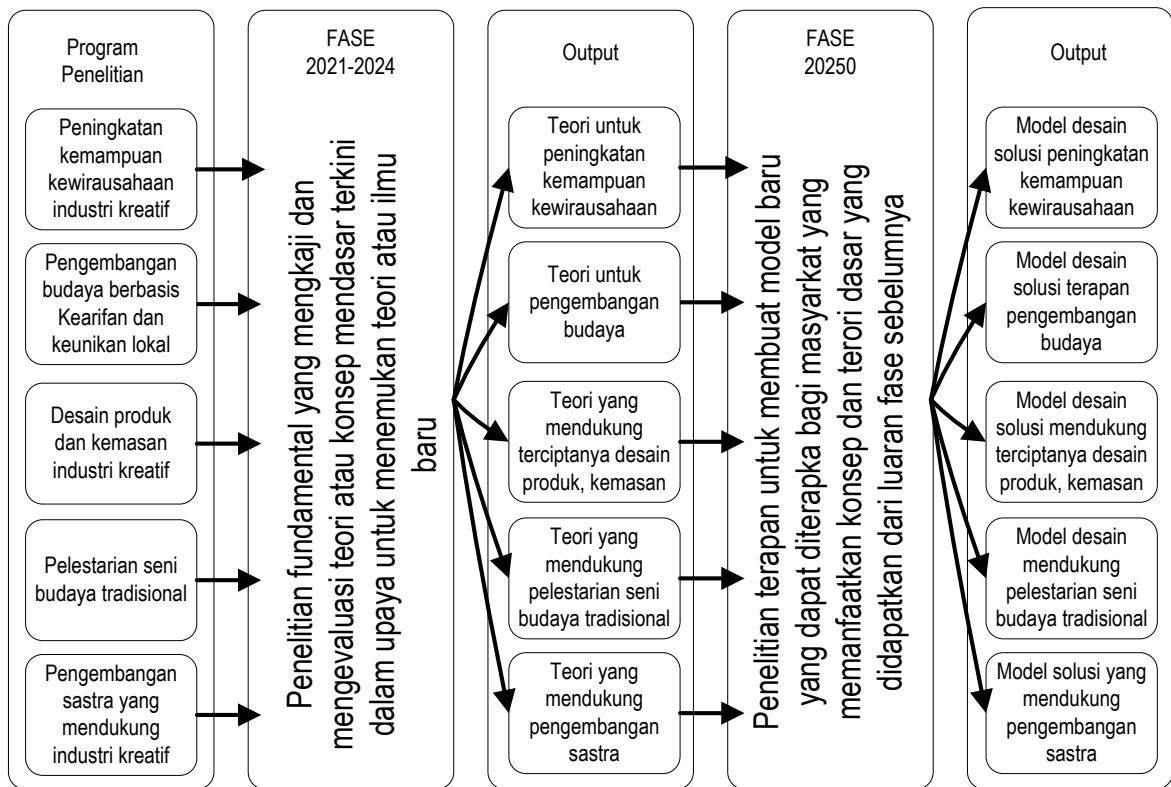 Program
Penelitian
Peningkatan
kemampuan
kewirausahaan
industri kreatif
Pengembangan
budaya berbasis
Kearifan dan
keunikan lokal
Desain produk
dan kemasan
industri kreatif
Pelestarian seni
budaya tradisional
Pengembangan
sastra yang
mendukung
industri kreatif
FASE
2021-2024
Penelitian fundamental yang mengkaji dan
mengevaluasi teori atau konsep mendasar terkini
dalam upaya untuk menemukan teori atau ilmu
baru
Output
Teori untuk
peningkatan
kemampuan
kewirausahaan
Teori untuk
pengembangan
budaya
Teori yang
mendukung
terciptanya desain
produk, kemasan
Teori yang
mendukung
pelestarian seni
budaya tradisional
Teori yang
mendukung
pengembangan
sastra
FASE
20250
Penelitian terapan untuk membuat model baru
yang dapat diterapka bagi masyarkat yang
memanfaatkan konsep dan terori dasar yang
didapatkan dari luaran fase sebelumnya
Output
Model desain
solusi peningkatan
kemampuan
kewirausahaan
Model desain
solusi terapan
pengembangan
budaya
Model desain
solusi mendukung
terciptanya desain
produk, kemasan
Model desain
mendukung
pelestarian seni
budaya tradisional
Model solusi yang
mendukung
pengembangan
sastra